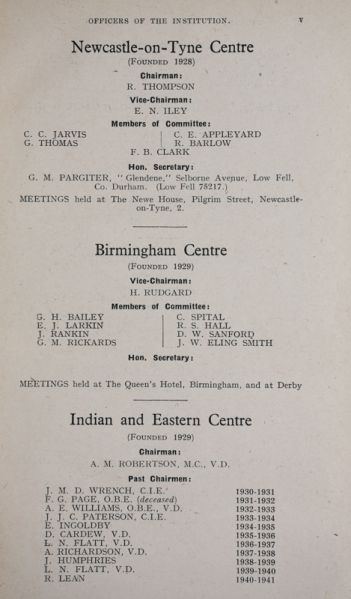 OFFICERS OF THE INSTITUTION. v
Newcastle-on-Tyne Centre
(FOUNDED 1928)
Chairman:
R. THOMPSON
Vice-Chairman:
E. N. ILEY
Members of Committee:
C. C. JARVIS
G. THOMAS
C. E. APPLEYARD
R. BARLOW
F. B. CLARK
Hon. Secretary:
G. M. PARGITER, "Glendene," Selborne Avenue, Low Fell,
Co. Durham. (Low Fell 75217.)
MEETINGS held at The Newe House, Pilgrim Street, Newcastle-
on-Tyne, 2.
Birmingham Centre
(FOUNDED 1929)
Vice-Chairman:
H. RUDGARD
Members of Committee:
G. H. BAILEY
E. J. LARKIN
J. RANKIN
G. M. RICKARDS
C. SPITAL
R. S. HALL
D. W. SANFORD
J. W. ELING SMITH
Hon. Secretary:
MEETINGS held at The Queen's Hotel, Birmingham, and at Derby
Indian and Eastern Centre
(FOUNDED 1929)
Chairman:
A. M. ROBERTSON, M.C., V.D.
Past Chairmen:
J. M. D. WRENCH, C.I.E. 1930-1931
F. G. PAGE, O.B.E. (deceased) 1931-1932
A. E. WILLIAMS, O.B.E., V.D. 1932-1933
J. J. C. PATERSON, C.I.E. 1933-1934
E. INGOLDBY 1934-1935
D. CARDEW, V.D. 1935-1936
L. N. FLATT, V.D. 1936-1937
A. RICHARDSON, V.D. 1937-1938
J. HUMPHRIES 1938-1939
L. N. FLATT, V.D. 1939-1940
R. LEAN 1940-1941